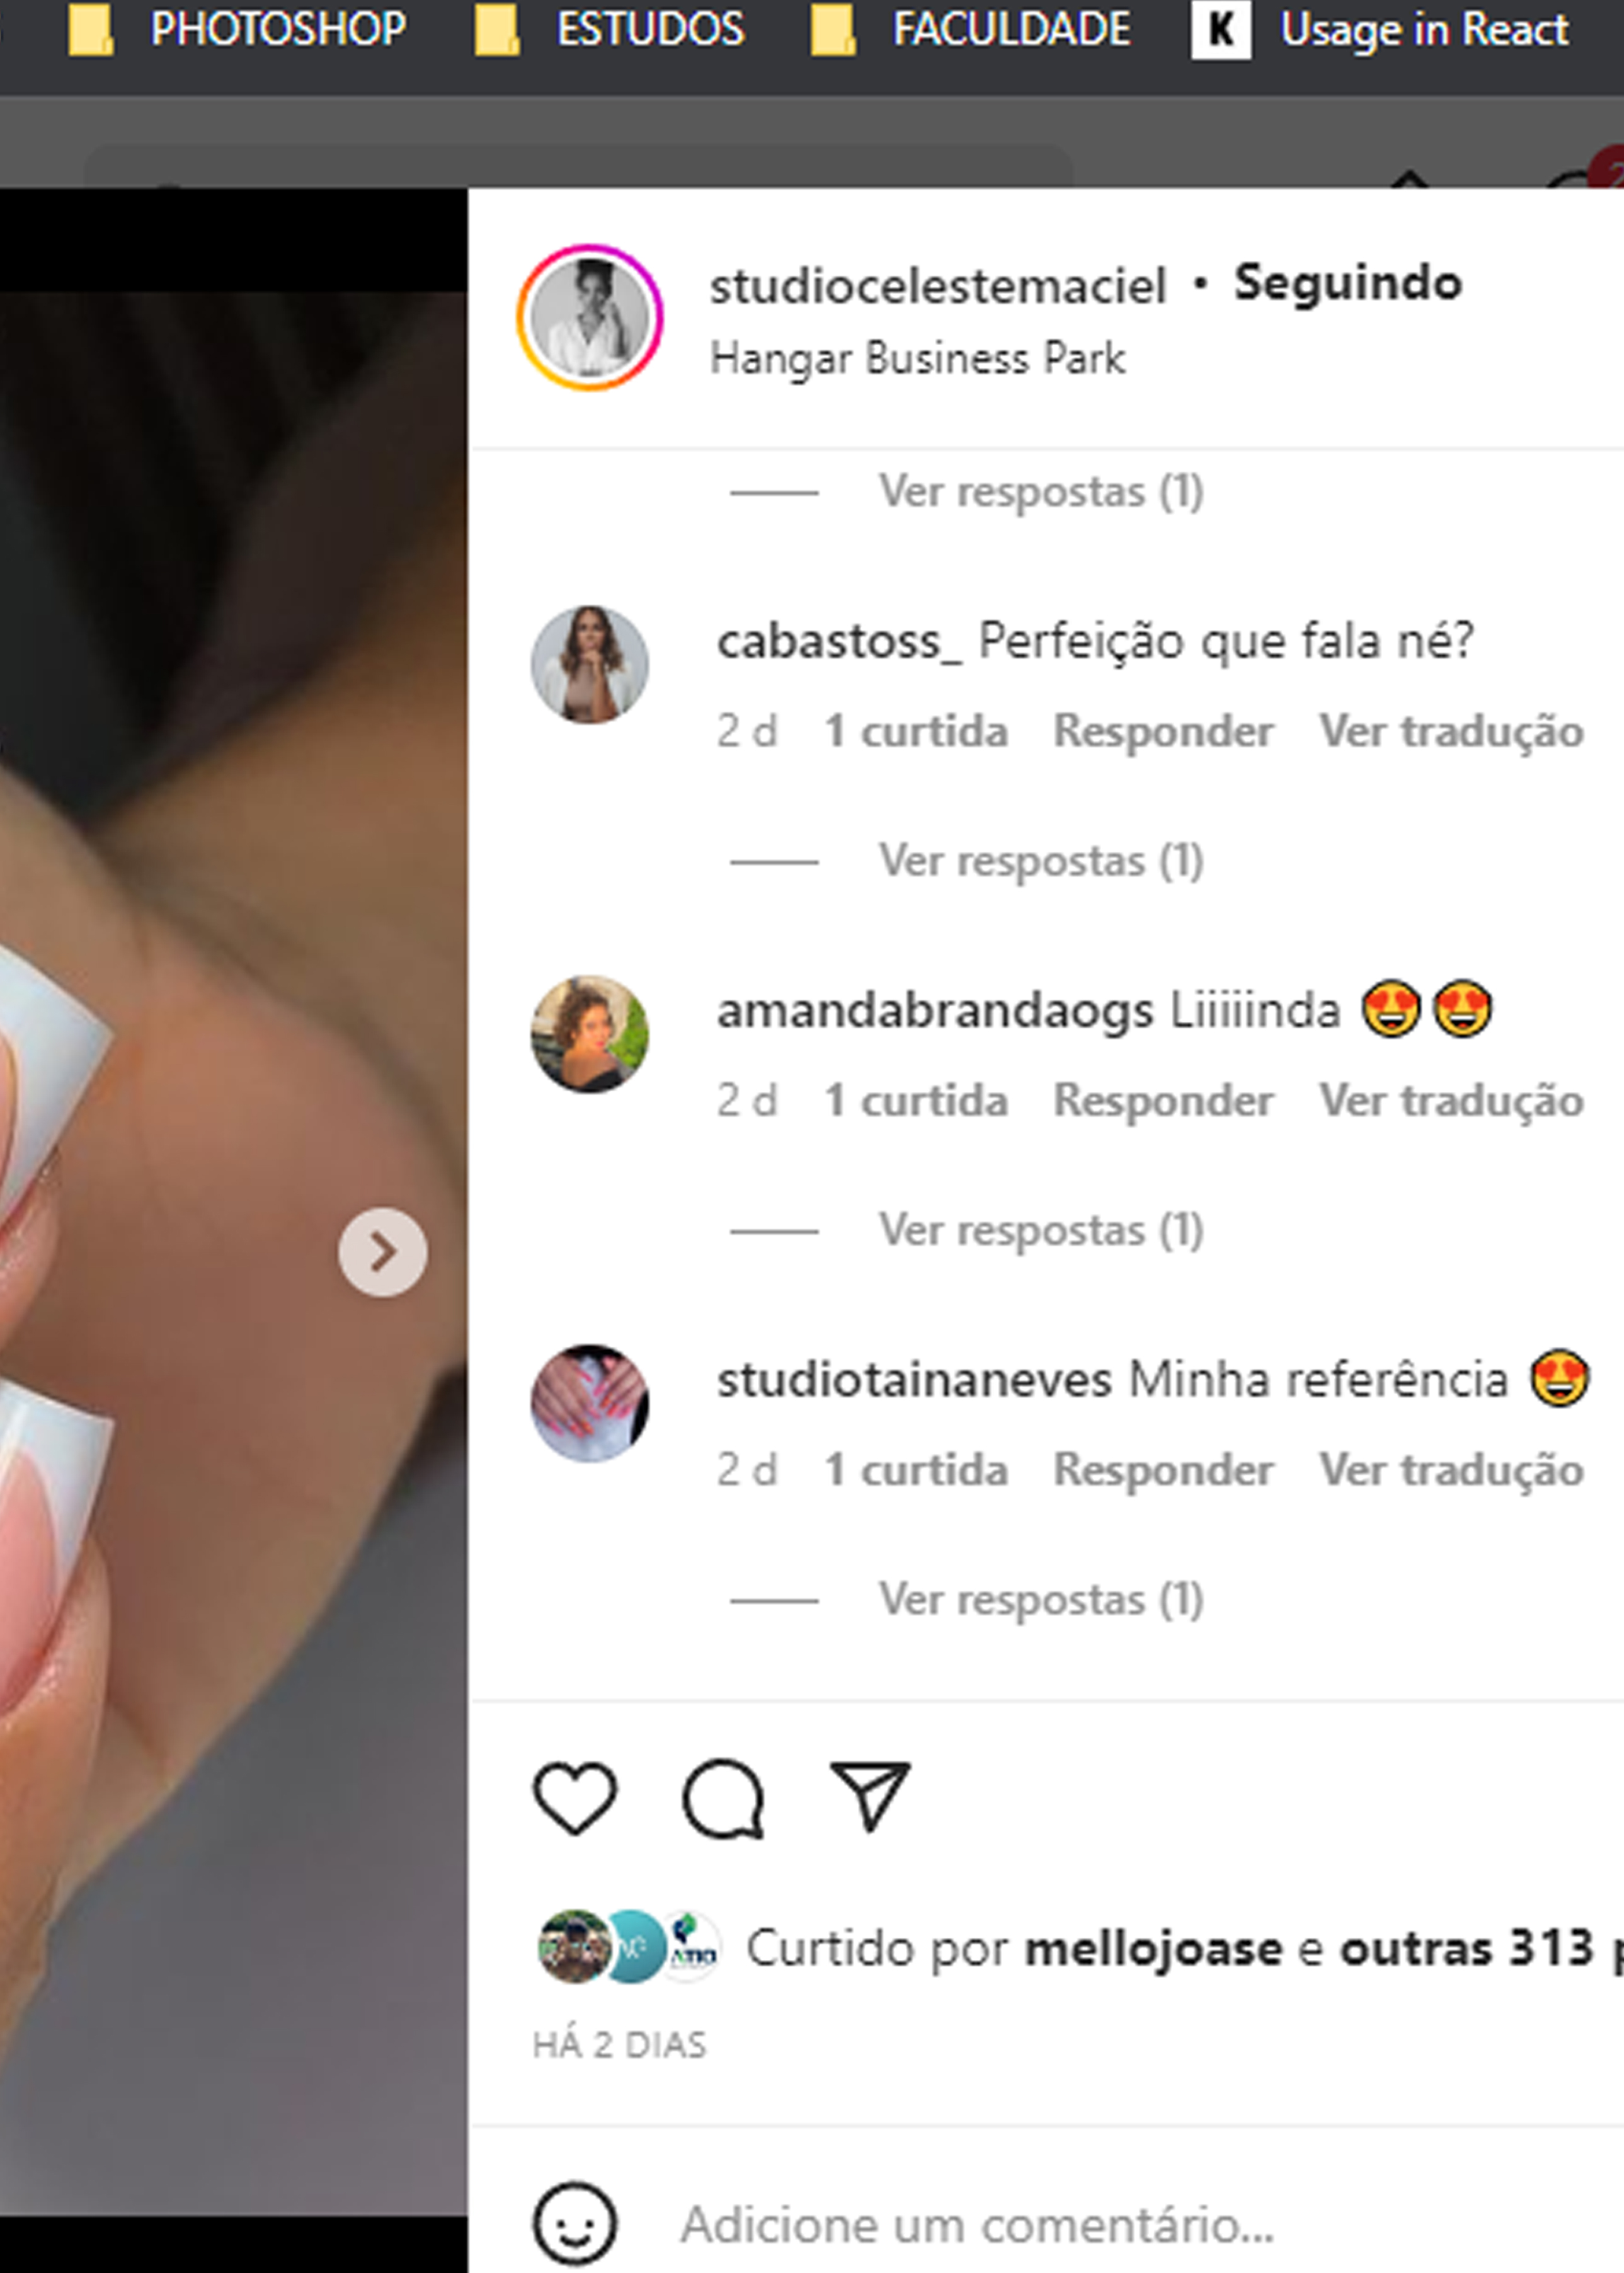 PHOTOSHOP ESTUDOS FACULDADE K Usage in React
2
studiocelestemaciel • Seguindo
Hangar Business Park
Ver respostas (1)
cabastoss_ Perfeição que fala né?
2 d 1 curtida Responder Ver tradução
Ver respostas (1)
amandabrandaogs Liiiiiinda 😍😍
2 d 1 curtida Responder Ver tradução
Ver respostas (1)
studiotainaneves Minha referência 😍
2 d 1 curtida Responder Ver tradução
Ver respostas (1)
Curtido por mellojoase e outras 313 p
HÁ 2 DIAS
Adicione um comentário...